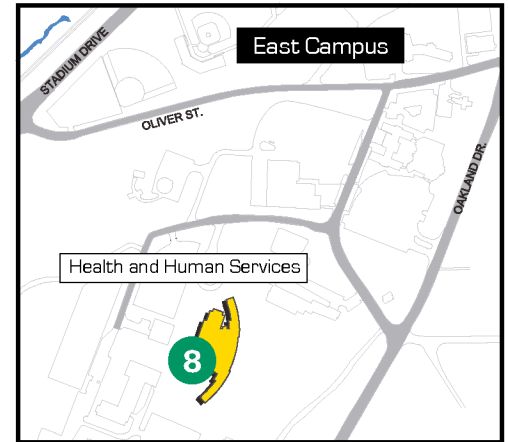 East Campus
STADIUM DRIVE
OLIVER ST.
OAKLAND DR.
Health and Human Services
8